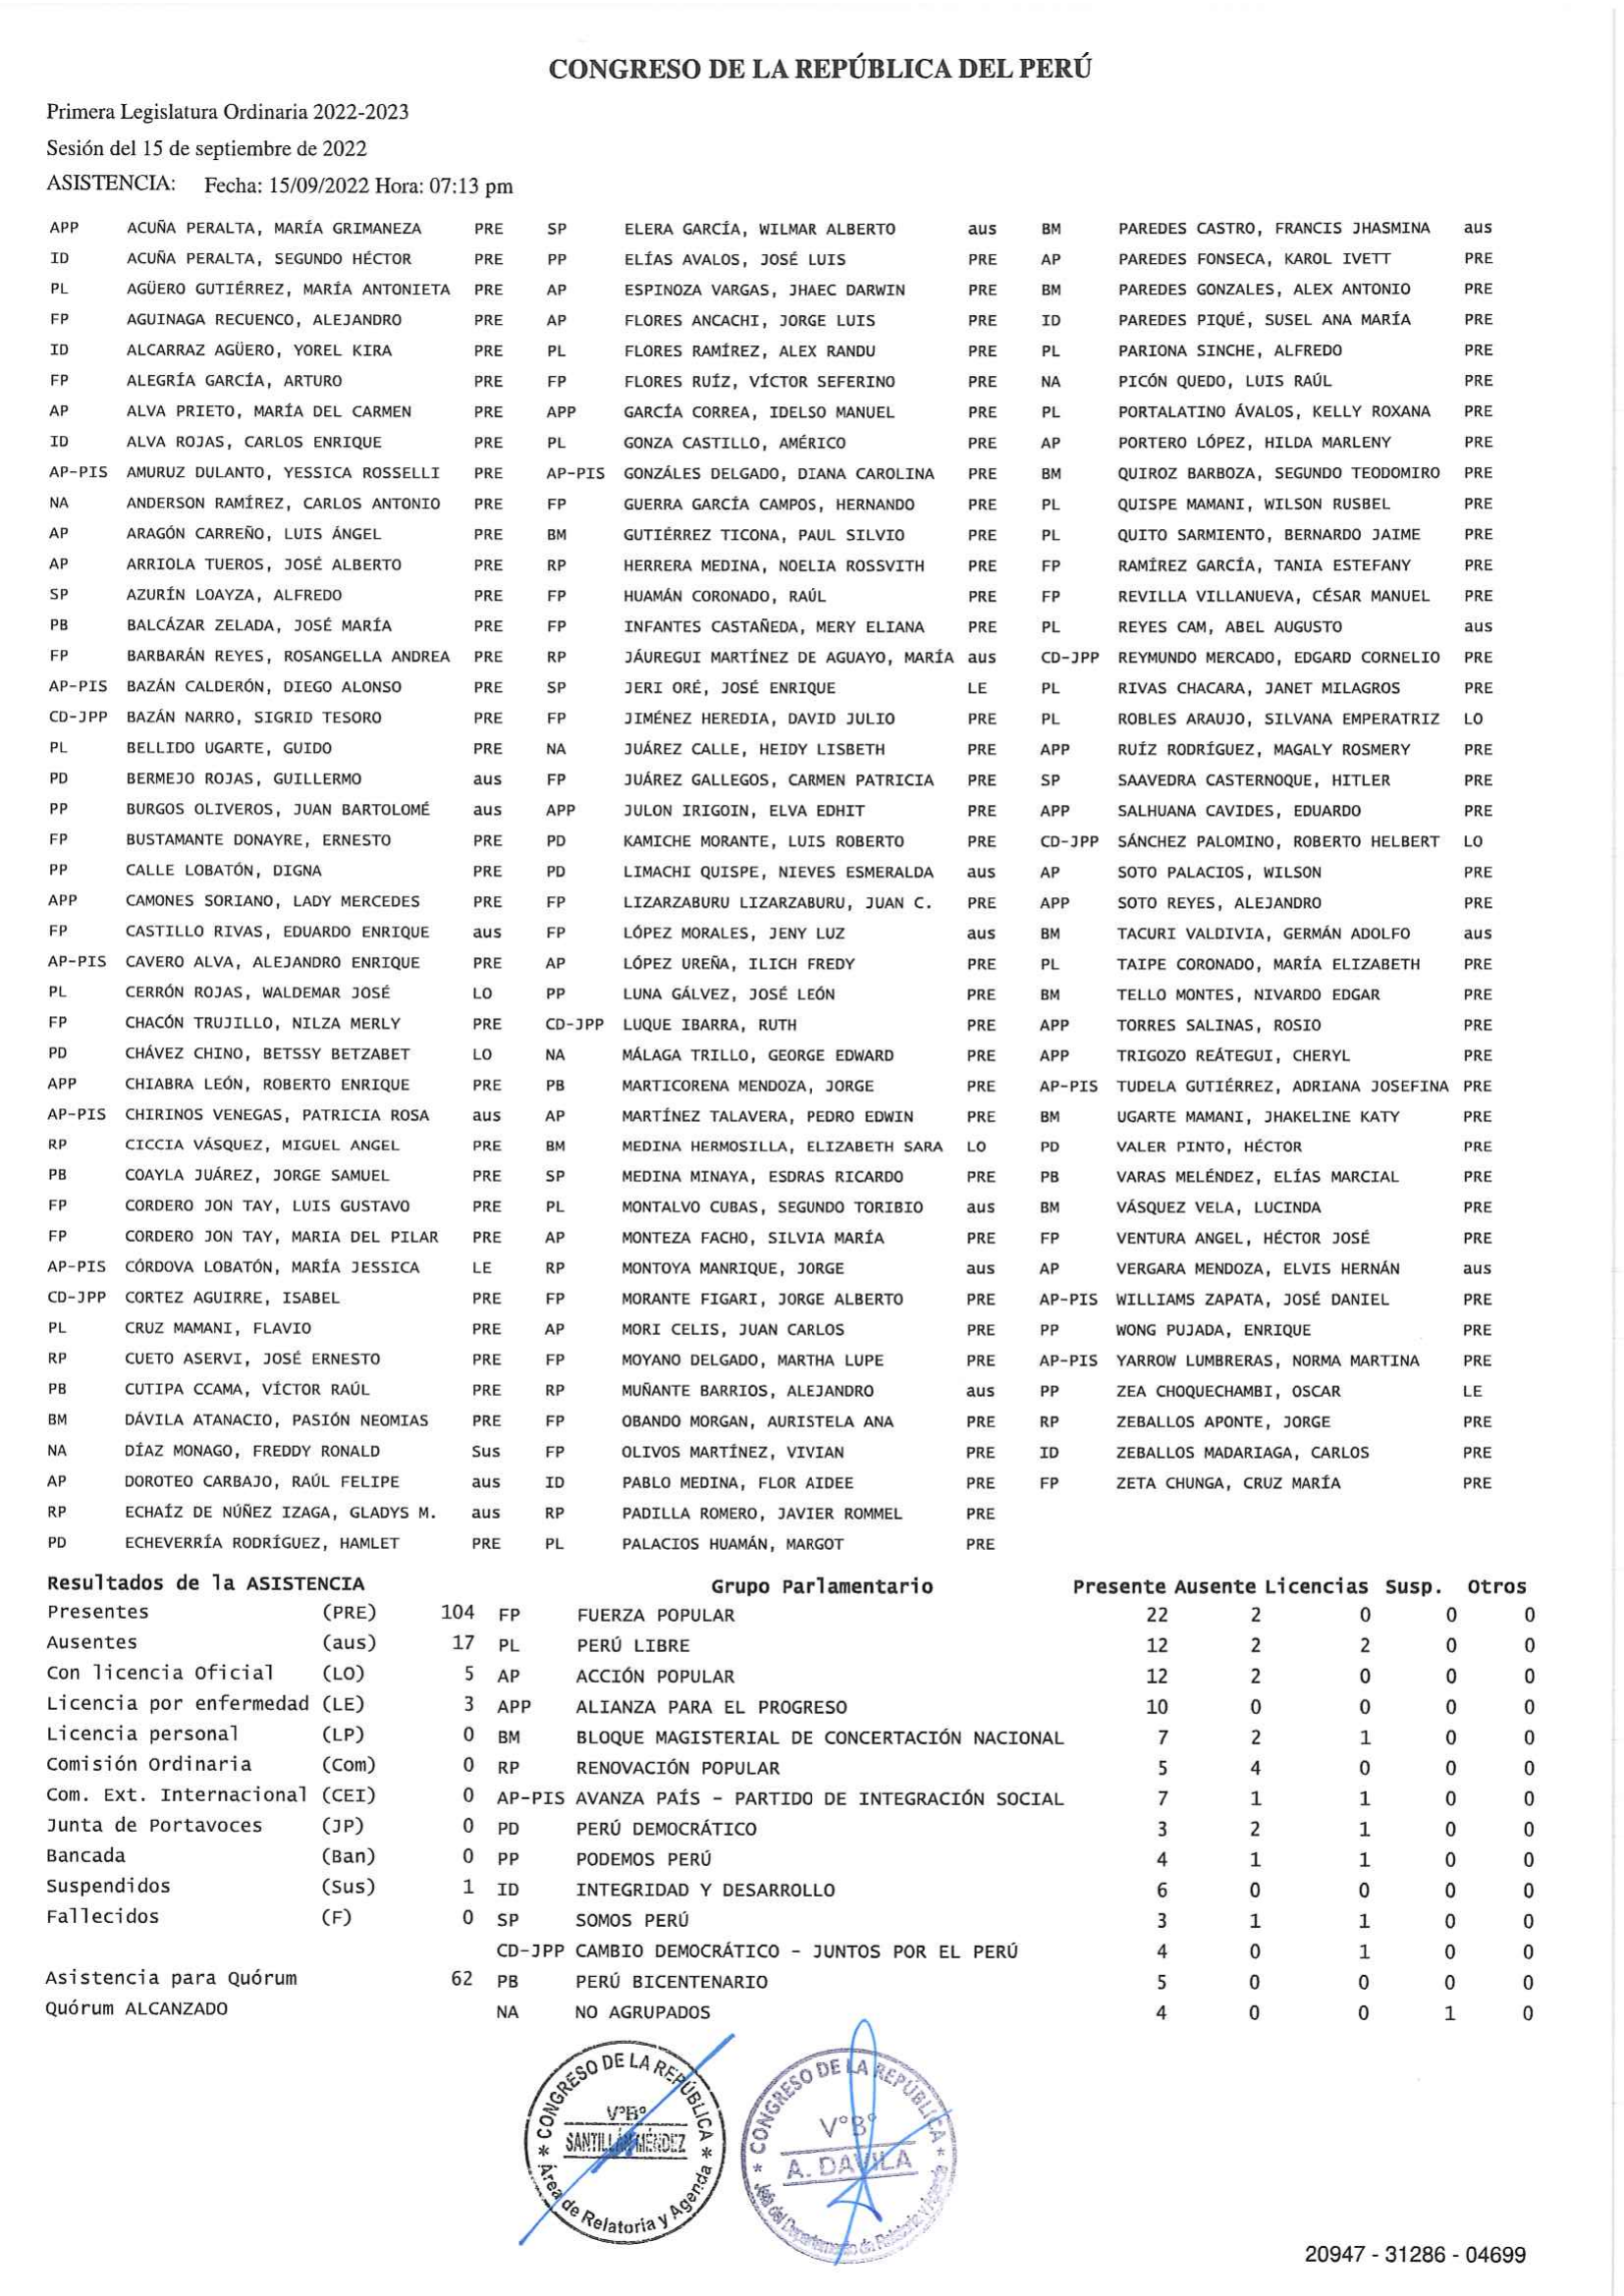 CONGRESO DE LA REPÚBLICA DEL PERÚ
Primera Legislatura Ordinaria 2022-2023
Sesión del 15 de septiembre de 2022
ASISTENCIA: Fecha: 15/09/2022 Hora: 07:13 pm
APP ACUÑA PERALTA, MARÍA GRIMANEZA PRE SP ELERA GARCÍA, WILMAR ALBERTO aus BM PAREDES CASTRO, FRANCIS JHASMINA aus
ID ACUÑA PERALTA, SEGUNDO HÉCTOR PRE PP ELÍAS AVALOS, JOSÉ LUIS PRE AP PAREDES FONSECA, KAROL IVETT PRE
PL AGÜERO GUTIÉRREZ, MARÍA ANTONIETA PRE AP ESPINOZA VARGAS, JHAEC DARWIN PRE BM PAREDES GONZALES, ALEX ANTONIO PRE
FP AGUINAGA RECUENCO, ALEJANDRO PRE AP FLORES ANCACHI, JORGE LUIS PRE ID PAREDES PIQUÉ, SUSEL ANA MARÍA PRE
ID ALCARRAZ AGÜERO, YOREL KIRA PRE PL FLORES RAMÍREZ, ALEX RANDU PRE PL PARIONA SINCHE, ALFREDO PRE
FP ALEGRÍA GARCÍA, ARTURO PRE FP FLORES RUÍZ, VÍCTOR SEFERINO PRE NA PICÓN QUEDO, LUIS RAÚL PRE
AP ALVA PRIETO, MARÍA DEL CARMEN PRE APP GARCÍA CORREA, IDELSO MANUEL PRE PL PORTALATINO ÁVALOS, KELLY ROXANA PRE
ID ALVA ROJAS, CARLOS ENRIQUE PRE PL GONZA CASTILLO, AMÉRICO PRE AP PORTERO LÓPEZ, HILDA MARLENY PRE
AP-PIS AMURUZ DULANTO, YESSICA ROSSELLI PRE AP-PIS GONZÁLES DELGADO, DIANA CAROLINA PRE BM QUIROZ BARBOZA, SEGUNDO TEODOMIRO PRE
NA ANDERSON RAMÍREZ, CARLOS ANTONIO PRE FP GUERRA GARCÍA CAMPOS, HERNANDO PRE PL QUISPE MAMANI, WILSON RUSBEL PRE
AP ARAGÓN CARREÑO, LUIS ÁNGEL PRE BM GUTIÉRREZ TICONA, PAUL SILVIO PRE PL QUITO SARMIENTO, BERNARDO JAIME PRE
AP ARRIOLA TUEROS, JOSÉ ALBERTO PRE RP HERRERA MEDINA, NOELIA ROSSVITH PRE FP RAMÍREZ GARCÍA, TANIA ESTEFANY PRE
SP AZURÍN LOAYZA, ALFREDO PRE FP HUAMÁN CORONADO, RAÚL PRE FP REVILLA VILLANUEVA, CÉSAR MANUEL PRE
PB BALCÁZAR ZELADA, JOSÉ MARÍA PRE FP INFANTES CASTAÑEDA, MERY ELIANA PRE PL REYES CAM, ABEL AUGUSTO aus
FP BARBARÁN REYES, ROSANGELLA ANDREA PRE RP JÁUREGUI MARTÍNEZ DE AGUAYO, MARÍA aus CD-JPP REYMUNDO MERCADO, EDGARD CORNELIO PRE
AP-PIS BAZÁN CALDERÓN, DIEGO ALONSO PRE SP JERI ORÉ, JOSÉ ENRIQUE LE PL RIVAS CHACARA, JANET MILAGROS PRE
CD-JPP BAZÁN NARRO, SIGRID TESORO PRE FP JIMÉNEZ HEREDIA, DAVID JULIO PRE PL ROBLES ARAUJO, SILVANA EMPERATRIZ LO
PL BELLIDO UGARTE, GUIDO PRE NA JUÁREZ CALLE, HEIDY LISBETH PRE APP RUÍZ RODRÍGUEZ, MAGALY ROSMERY PRE
PD BERMEJO ROJAS, GUILLERMO aus FP JUÁREZ GALLEGOS, CARMEN PATRICIA PRE SP SAAVEDRA CASTERNOQUE, HITLER PRE
PP BURGOS OLIVEROS, JUAN BARTOLOMÉ aus APP JULON IRIGOIN, ELVA EDHIT PRE APP SALHUANA CAVIDES, EDUARDO PRE
FP BUSTAMANTE DONAYRE, ERNESTO PRE PD KAMICHE MORANTE, LUIS ROBERTO PRE CD-JPP SÁNCHEZ PALOMINO, ROBERTO HELBERT LO
PP CALLE LOBATÓN, DIGNA PRE PD LIMACHI QUISPE, NIEVES ESMERALDA aus AP SOTO PALACIOS, WILSON PRE
APP CAMONES SORIANO, LADY MERCEDES PRE FP LIZARZABURU LIZARZABURU, JUAN C. PRE APP SOTO REYES, ALEJANDRO PRE
FP CASTILLO RIVAS, EDUARDO ENRIQUE aus FP LÓPEZ MORALES, JENY LUZ aus BM TACURI VALDIVIA, GERMÁN ADOLFO aus
AP-PIS CAVERO ALVA, ALEJANDRO ENRIQUE PRE AP LÓPEZ UREÑA, ILICH FREDY PRE PL TAIPE CORONADO, MARÍA ELIZABETH PRE
PL CERRÓN ROJAS, WALDEMAR JOSÉ LO PP LUNA GÁLVEZ, JOSÉ LEÓN PRE BM TELLO MONTES, NIVARDO EDGAR PRE
FP CHACÓN TRUJILLO, NILZA MERLY PRE CD-JPP LUQUE IBARRA, RUTH PRE APP TORRES SALINAS, ROSIO PRE
PD CHÁVEZ CHINO, BETSSY BETZABET LO NA MÁLAGA TRILLO, GEORGE EDWARD PRE APP TRIGOZO REÁTEGUI, CHERYL PRE
APP CHIABRA LEÓN, ROBERTO ENRIQUE PRE PB MARTICORENA MENDOZA, JORGE PRE AP-PIS TUDELA GUTIÉRREZ, ADRIANA JOSEFINA PRE
AP-PIS CHIRINOS VENEGAS, PATRICIA ROSA aus AP MARTÍNEZ TALAVERA, PEDRO EDWIN PRE BM UGARTE MAMANI, JHAKELINE KATY PRE
RP CICCIA VÁSQUEZ, MIGUEL ANGEL PRE BM MEDINA HERMOSILLA, ELIZABETH SARA LO PD VALER PINTO, HÉCTOR PRE
PB COAYLA JUÁREZ, JORGE SAMUEL PRE SP MEDINA MINAYA, ESDRAS RICARDO PRE PB VARAS MELÉNDEZ, ELÍAS MARCIAL PRE
FP CORDERO JON TAY, LUIS GUSTAVO PRE PL MONTALVO CUBAS, SEGUNDO TORIBIO aus BM VÁSQUEZ VELA, LUCINDA PRE
FP CORDERO JON TAY, MARIA DEL PILAR PRE AP MONTEZA FACHO, SILVIA MARÍA PRE FP VENTURA ANGEL, HÉCTOR JOSÉ PRE
AP-PIS CÓRDOVA LOBATÓN, MARÍA JESSICA LE RP MONTOYA MANRIQUE, JORGE aus AP VERGARA MENDOZA, ELVIS HERNÁN aus
CD-JPP CORTEZ AGUIRRE, ISABEL PRE FP MORANTE FIGARI, JORGE ALBERTO PRE AP-PIS WILLIAMS ZAPATA, JOSÉ DANIEL PRE
PL CRUZ MAMANI, FLAVIO PRE AP MORI CELIS, JUAN CARLOS PRE PP WONG PUJADA, ENRIQUE PRE
RP CUETO ASERVI, JOSÉ ERNESTO PRE FP MOYANO DELGADO, MARTHA LUPE PRE AP-PIS YARROW LUMBRERAS, NORMA MARTINA PRE
PB CUTIPA CCAMA, VÍCTOR RAÚL PRE RP MUÑANTE BARRIOS, ALEJANDRO aus PP ZEA CHOQUECHAMBI, OSCAR LE
BM DÁVILA ATANACIO, PASIÓN NEOMIAS PRE FP OBANDO MORGAN, AURISTELA ANA PRE RP ZEBALLOS APONTE, JORGE PRE
NA DÍAZ MONAGO, FREDDY RONALD Sus FP OLIVOS MARTÍNEZ, VIVIAN PRE ID ZEBALLOS MADARIAGA, CARLOS PRE
AP DOROTEO CARBAJO, RAÚL FELIPE aus ID PABLO MEDINA, FLOR AIDEE PRE FP ZETA CHUNGA, CRUZ MARÍA PRE
RP ECHAÍZ DE NÚÑEZ IZAGA, GLADYS M. aus RP PADILLA ROMERO, JAVIER ROMMEL PRE
PD ECHEVERRÍA RODRÍGUEZ, HAMLET PRE PL PALACIOS HUAMÁN, MARGOT PRE
Resultados de la ASISTENCIA Grupo Parlamentario Presente Ausente Licencias Susp. Otros
Presentes (PRE) 104 FP FUERZA POPULAR 22 2 0 0 0
Ausentes (aus) 17 PL PERÚ LIBRE 12 2 2 0 0
Con licencia Oficial (LO) 5 AP ACCIÓN POPULAR 12 2 0 0 0
Licencia por enfermedad (LE) 3 APP ALIANZA PARA EL PROGRESO 10 0 0 0 0
Licencia personal (LP) 0 BM BLOQUE MAGISTERIAL DE CONCERTACIÓN NACIONAL 7 2 1 0 0
Comisión Ordinaria (Com) 0 RP RENOVACIÓN POPULAR 5 4 0 0 0
Com. Ext. Internacional (CEI) 0 AP-PIS AVANZA PAÍS - PARTIDO DE INTEGRACIÓN SOCIAL 7 1 1 0 0
Junta de Portavoces (JP) 0 PD PERÚ DEMOCRÁTICO 3 2 1 0 0
Bancada (Ban) 0 PP PODEMOS PERÚ 4 1 1 0 0
Suspendidos (Sus) 1 ID INTEGRIDAD Y DESARROLLO 6 0 0 0 0
Fallecidos (F) 0 SP SOMOS PERÚ 3 1 1 0 0
CD-JPP CAMBIO DEMOCRÁTICO - JUNTOS POR EL PERÚ 4 0 1 0 0
Asistencia para Quórum 62 PB PERÚ BICENTENARIO 5 0 0 0 0
Quórum ALCANZADO NA NO AGRUPADOS 4 0 0 1 0
CONGRESO DE LA REPÚBLICA
V°B°
SANTILLÁN MÉNDEZ
Área de Relatoria y Agenda
CONGRESO DE LA REPÚBLICA
V°B°
A. DAVILA
Jefa del Departamento de Relatoría y Agenda
20947 - 31286 - 04699